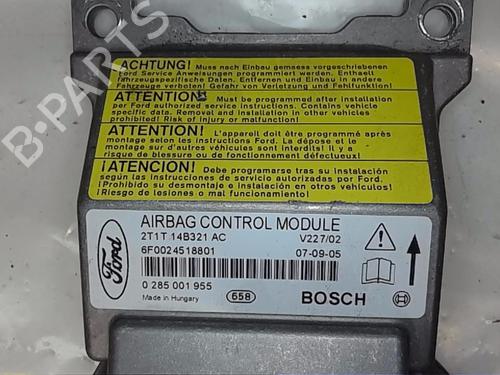 ACHTUNG! Muss nach Einbau gemaess vorgeschriebenen
Ford Service Anweisungen programmiert werden. Enthaelt
fahrzeugspezifische Daten. Entfernen und Einbau in andere
Fahrzeuge verboten! Gefahr von Verletzung und Fehlfunktion!
ATTENTION! Must be programmed after installation
per Ford authorized service instructions. Contains vehicle
specific data. Removal and installation in other vehicles
prohibited! Risk of injury or malfunction!
ATTENTION! L'appareil doit être programmé après
montage selon les instructions Ford. La dépose et le
montage sur d'autres véhicules sont interdits! Il y a
risque de blessure ou de fonctionnement défectueux!
¡ATENCION! Debe programarse tras su instalación
según las instrucciones de servicio autorizadas por Ford.
¡Prohibido su desmontaje o instalación en otros vehículos!
¡Riesgo de lesiones o mal funcionamiento!
Ford
AIRBAG CONTROL MODULE
2T1T 14B321 AC V227/02
6F0024518801 07-09-05
0 285 001 955
Made in Hungary 658 BOSCH
B-PARTS